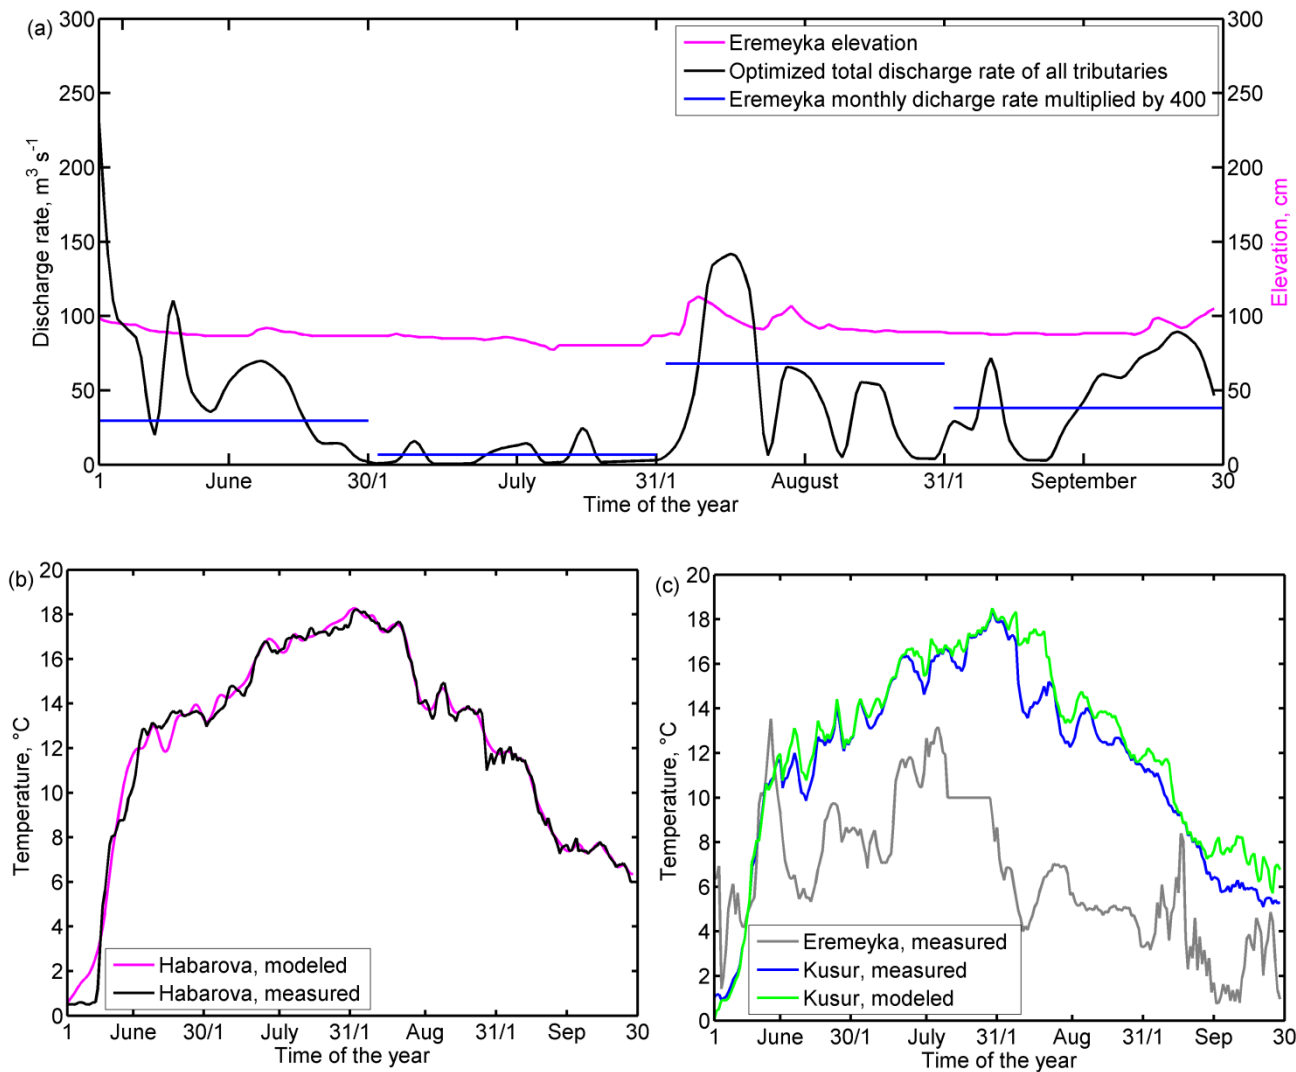 (a)
300
250
200
150
100
50
0
Discharge rate, m³ s⁻¹
Eremeyka elevation
Optimized total discharge rate of all tributaries
Eremeyka monthly dicharge rate multiplied by 400
300
250
200
150
100
50
0
Elevation, cm
1 June 30/1 July 31/1 August 31/1 September 30
Time of the year
(b)
20
18
16
14
12
10
8
6
4
2
0
Temperature, °C
Habarova, modeled
Habarova, measured
1 June 30/1 July 31/1 Aug 31/1 Sep 30
Time of the year
(c)
20
18
16
14
12
10
8
6
4
2
0
Temperature, °C
Eremeyka, measured
Kusur, measured
Kusur, modeled
1 June 30/1 July 31/1 Aug 31/1 Sep 30
Time of the year